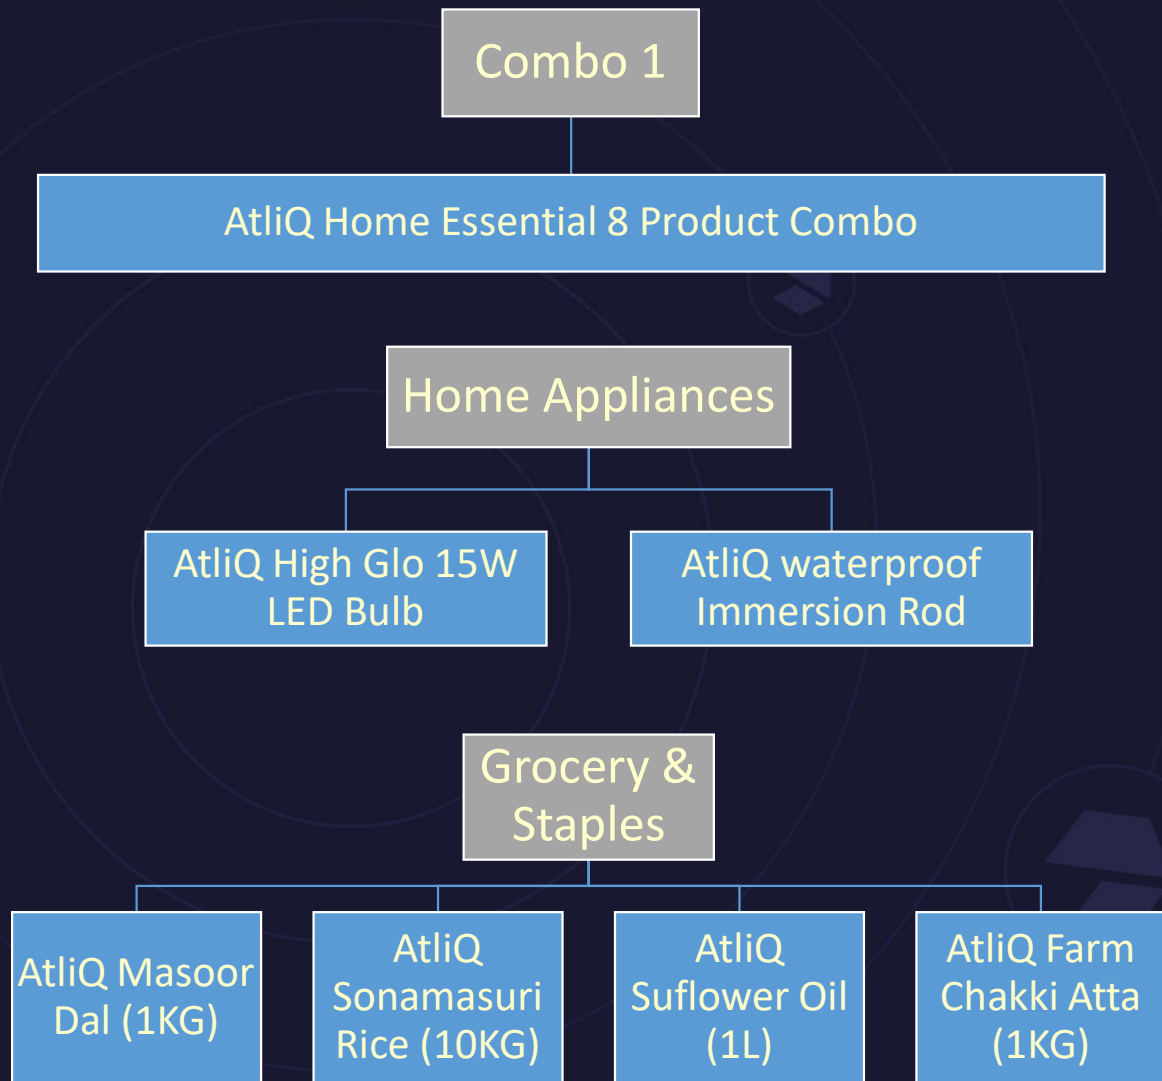 Combo 1
AtliQ Home Essential 8 Product Combo
Home Appliances
AtliQ High Glo 15W
LED Bulb
AtliQ waterproof
Immersion Rod
Grocery &
Staples
AtliQ Masoor
Dal (1KG)
AtliQ
Sonamasuri
Rice (10KG)
AtliQ
Suflower Oil
(1L)
AtliQ Farm
Chakki Atta
(1KG)